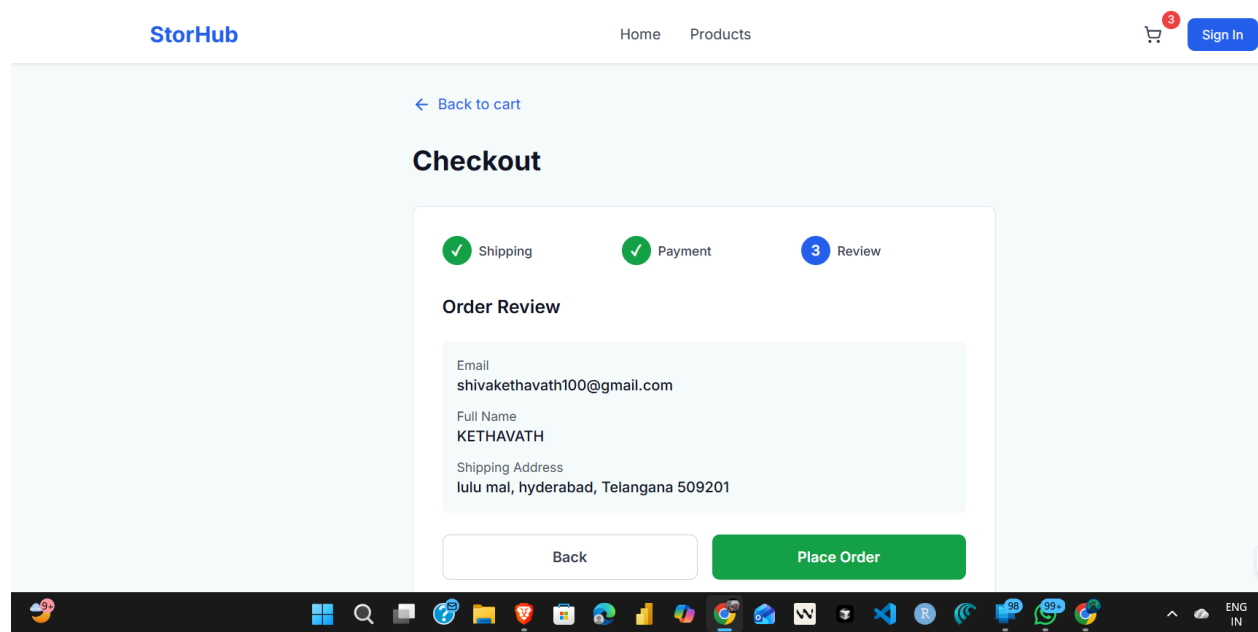 StorHub
Home Products
3
Sign In
← Back to cart
Checkout
✓ Shipping ✓ Payment 3 Review
Order Review
Email
shivakethavath100@gmail.com
Full Name
KETHAVATH
Shipping Address
lulu mal, hyderabad, Telangana 509201
Back Place Order
9+ 98 99+ ENG
R IN